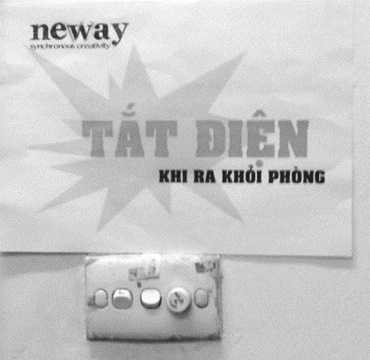 neway
synchronous creativity
TẮT ĐIỆN
KHI RA KHỎI PHÒNG